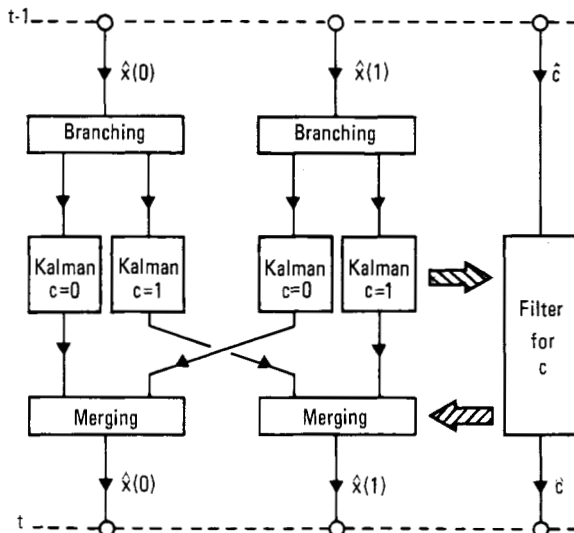 t-1
x̂(0) x̂(1) ĉ
Branching Branching
Kalman Kalman Kalman Kalman
c=0 c=1 c=0 c=1
Filter
for
c
Merging Merging
x̂(0) x̂(1) ĉ
t